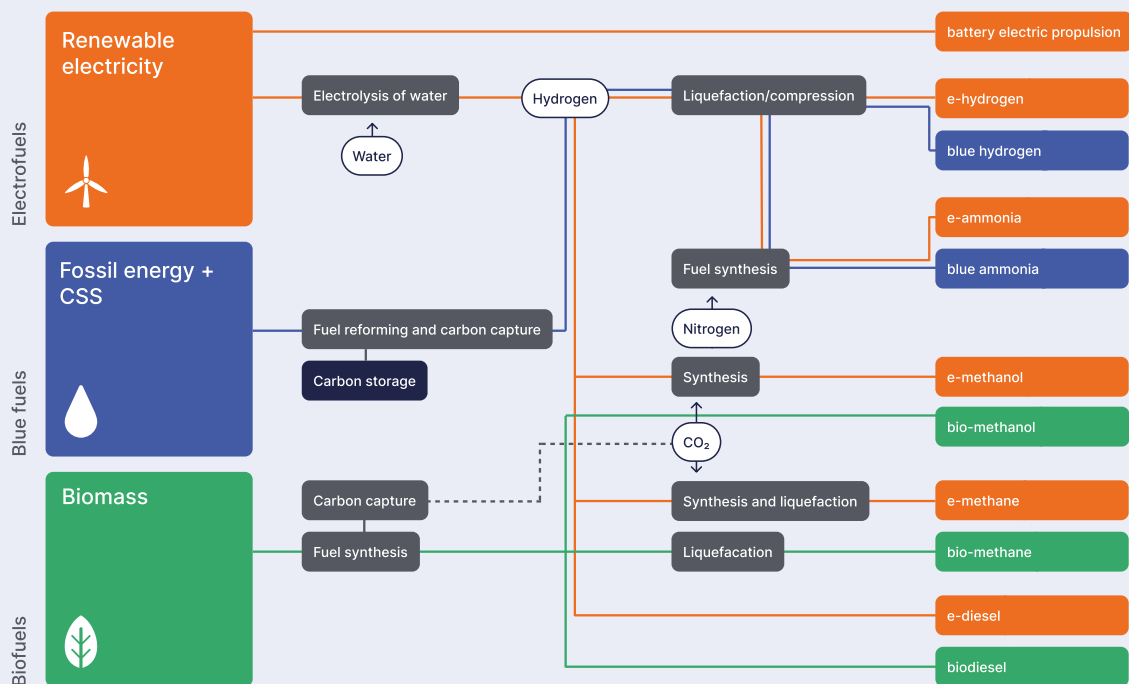 Electrofuels
Renewable
electricity
battery electric propulsion
Electrolysis of water
Hydrogen
Liquefaction/compression
e-hydrogen
Water
blue hydrogen
e-ammonia
Blue fuels
Fossil energy +
CSS
Fuel synthesis
blue ammonia
Fuel reforming and carbon capture
Nitrogen
Carbon storage
Synthesis
e-methanol
bio-methanol
CO₂
Biofuels
Biomass
Carbon capture
Synthesis and liquefaction
e-methane
Fuel synthesis
Liquefacation
bio-methane
e-diesel
biodiesel